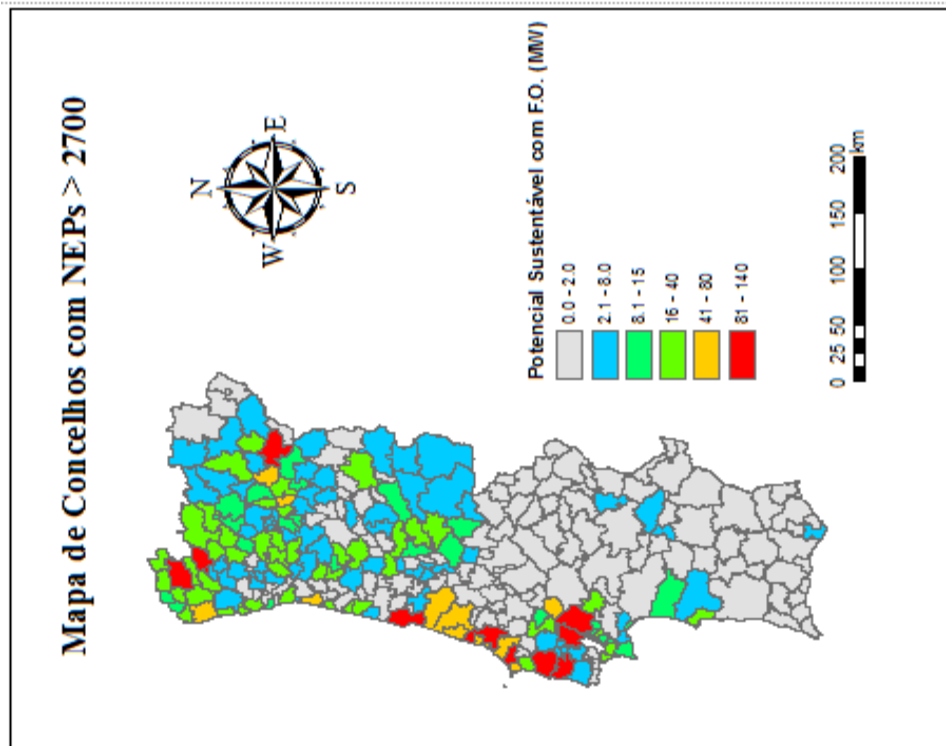 Mapa de Concelhos com NEPs > 2700
N
W E
S
Potencial Sustentável com F.O. (MW)
0.0 - 2.0
2.1 - 8.0
8.1 - 15
16 - 40
41 - 80
81 - 140
0 25 50 100 150 200
km